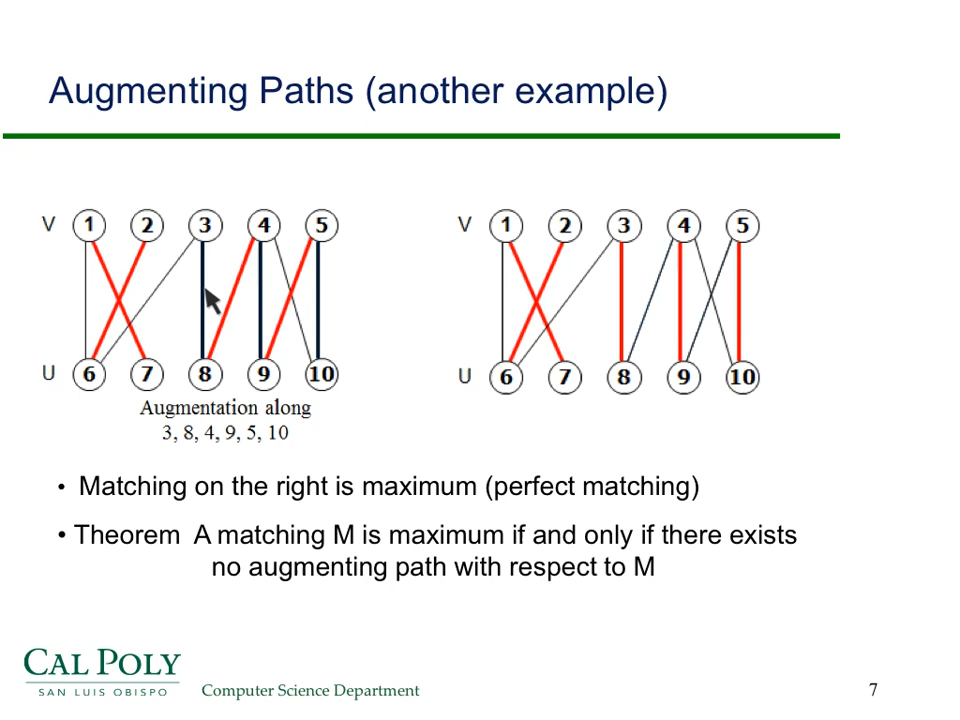 Augmenting Paths (another example)
V 1 2 3 4 5
U 6 7 8 9 10
Augmentation along
3, 8, 4, 9, 5, 10
V 1 2 3 4 5
U 6 7 8 9 10
• Matching on the right is maximum (perfect matching)
• Theorem A matching M is maximum if and only if there exists
no augmenting path with respect to M
CAL POLY
SAN LUIS OBISPO
Computer Science Department
7